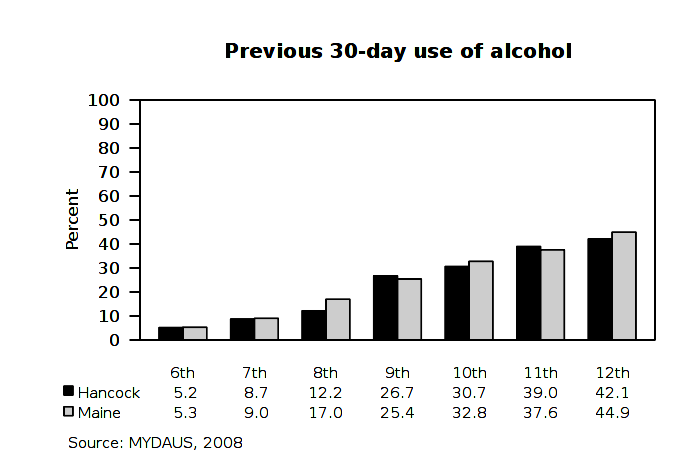 Previous 30-day use of alcohol
100
90
80
70
60
50
40
30
20
10
0
Percent
6th 7th 8th 9th 10th 11th 12th
Hancock 5.2 8.7 12.2 26.7 30.7 39.0 42.1
Maine 5.3 9.0 17.0 25.4 32.8 37.6 44.9
Source: MYDAUS, 2008